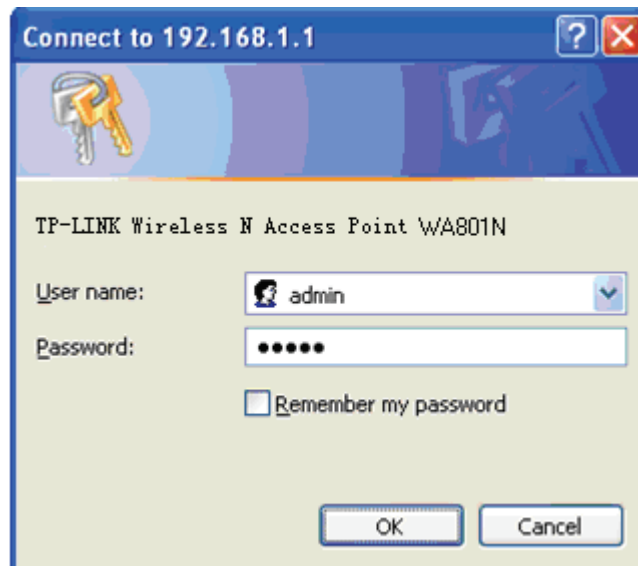 Connect to 192.168.1.1
TP-LINK Wireless N Access Point WA801N
User name:
admin
Password:
•••••
Remember my password
OK
Cancel